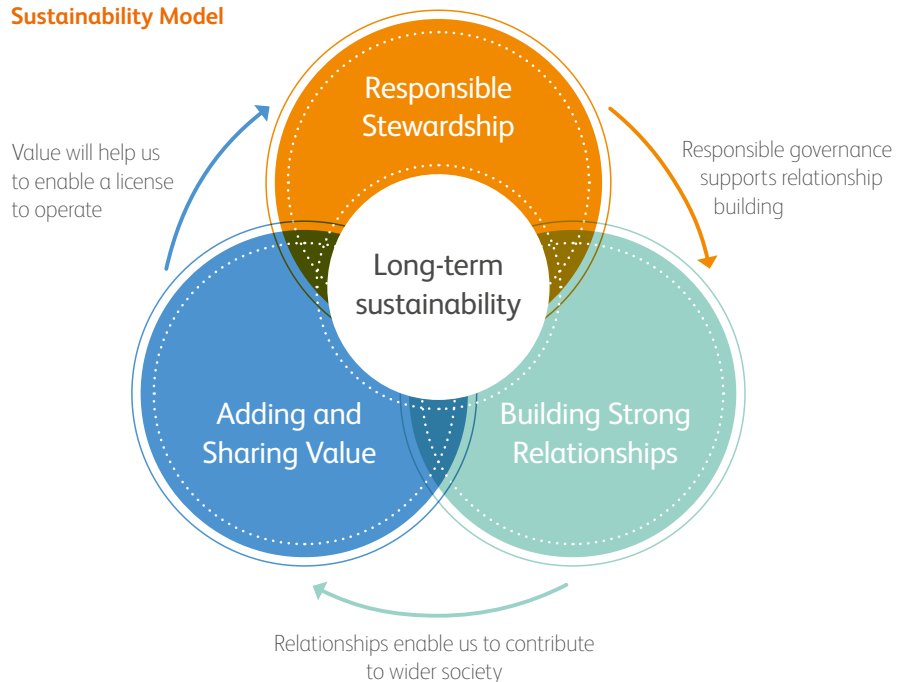 Sustainability Model
Responsible
Stewardship
Value will help us
to enable a license
to operate
Responsible governance
supports relationship
building
Long-term
sustainability
Adding and
Sharing Value
Building Strong
Relationships
Relationships enable us to contribute
to wider society